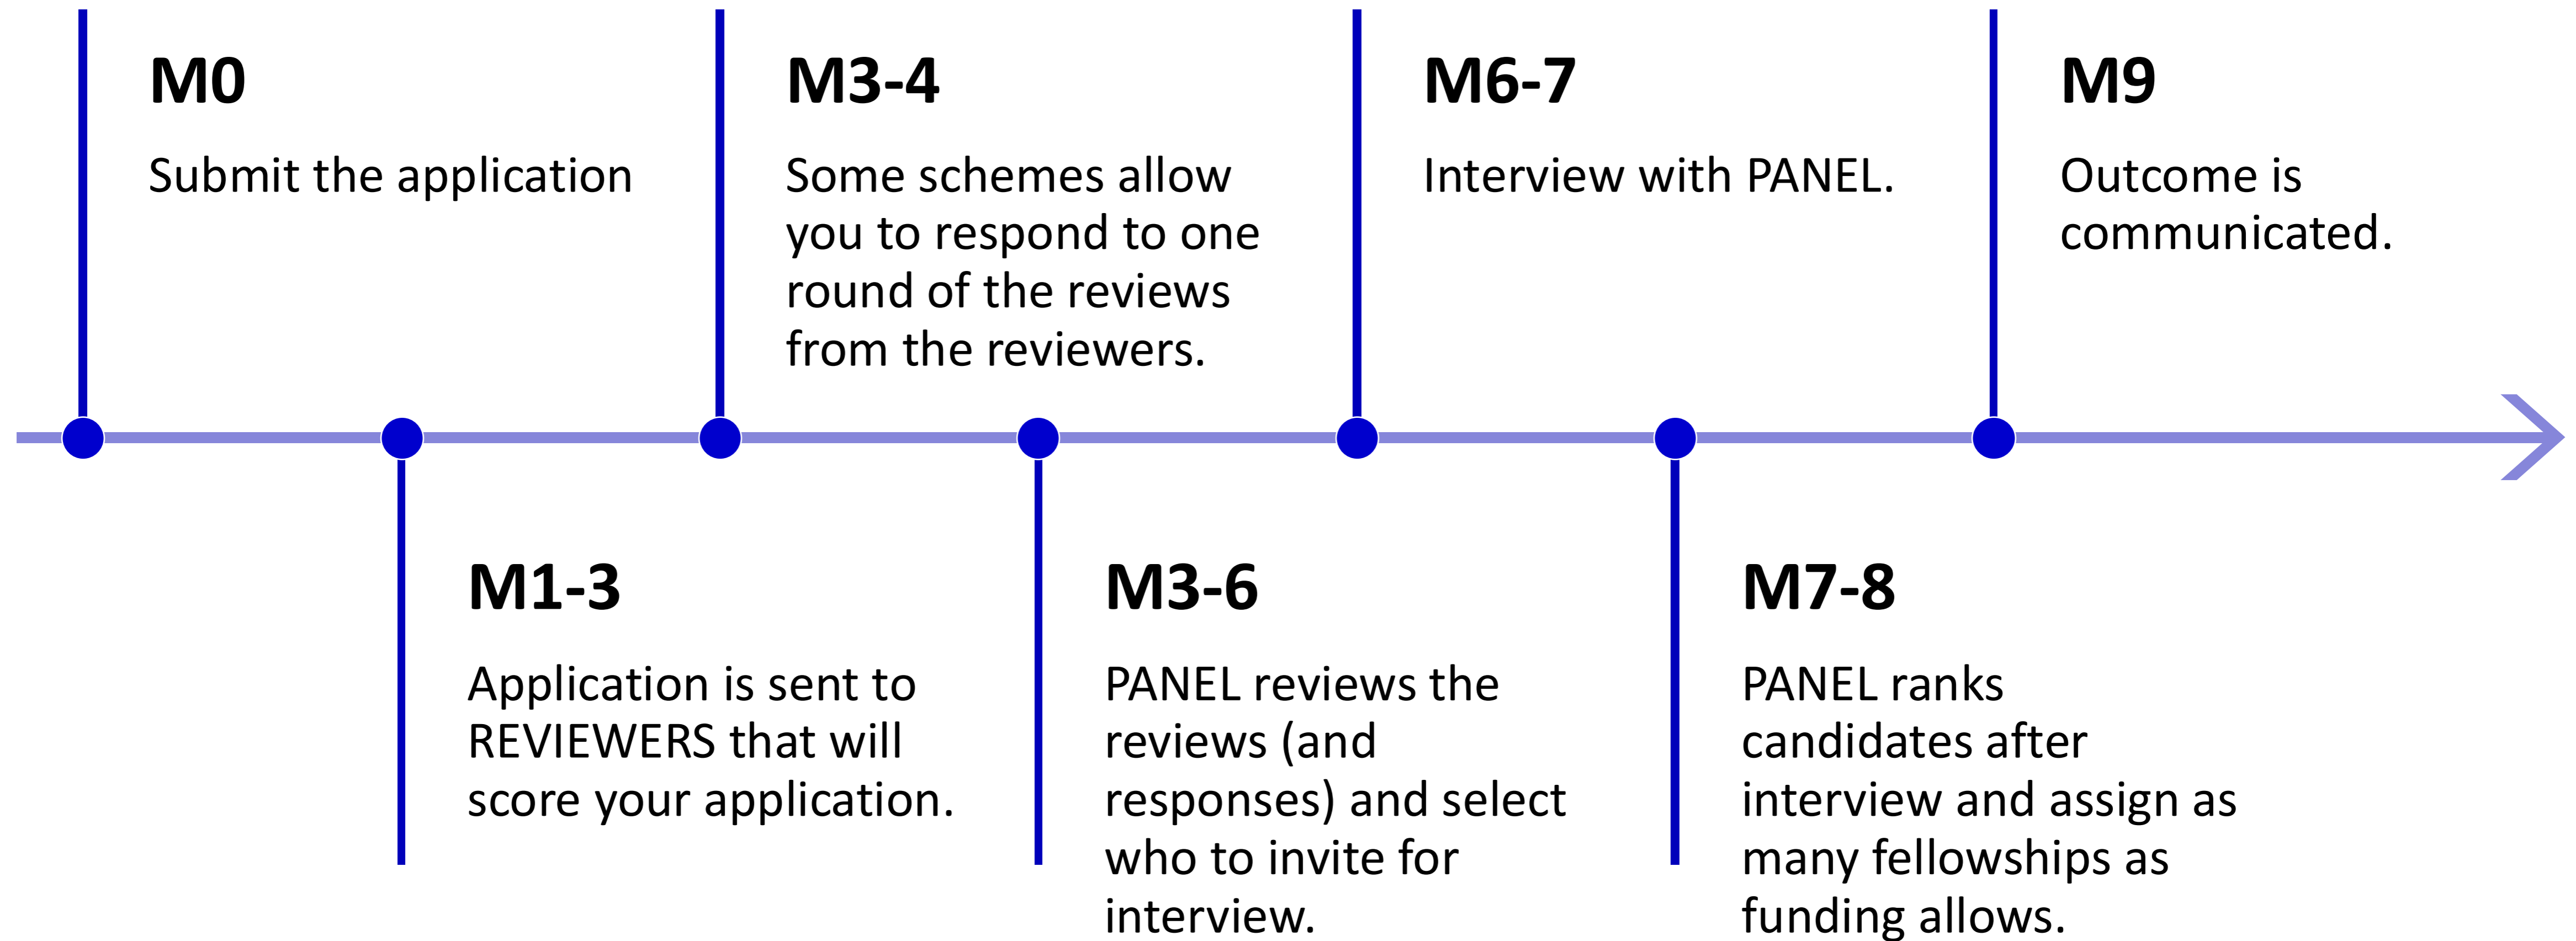 M0
Submit the application
M1-3
Application is sent to
REVIEWERS that will
score your application.
M3-4
Some schemes allow
you to respond to one
round of the reviews
from the reviewers.
M3-6
PANEL reviews the
reviews (and
responses) and select
who to invite for
interview.
M6-7
Interview with PANEL.
M7-8
PANEL ranks
candidates after
interview and assign as
many fellowships as
funding allows.
M9
Outcome is
communicated.